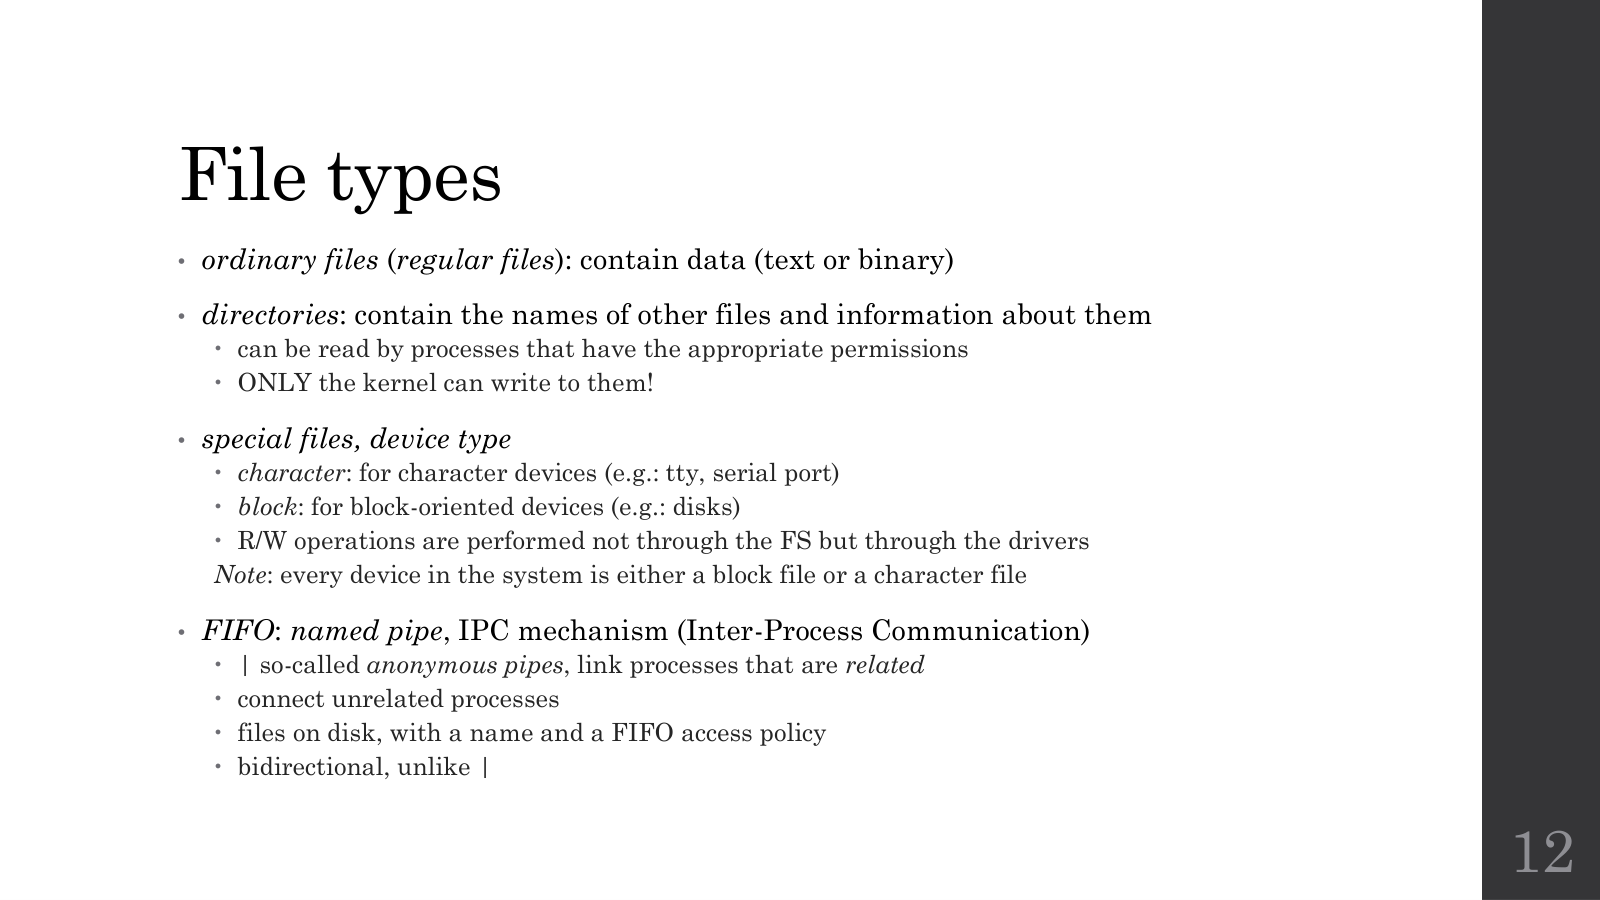 File types
• ordinary files (regular files): contain data (text or binary)
• directories: contain the names of other files and information about them
• can be read by processes that have the appropriate permissions
• ONLY the kernel can write to them!
• special files, device type
• character: for character devices (e.g.: tty, serial port)
• block: for block-oriented devices (e.g.: disks)
• R/W operations are performed not through the FS but through the drivers
Note: every device in the system is either a block file or a character file
• FIFO: named pipe, IPC mechanism (Inter-Process Communication)
• | so-called anonymous pipes, link processes that are related
• connect unrelated processes
• files on disk, with a name and a FIFO access policy
• bidirectional, unlike |
12